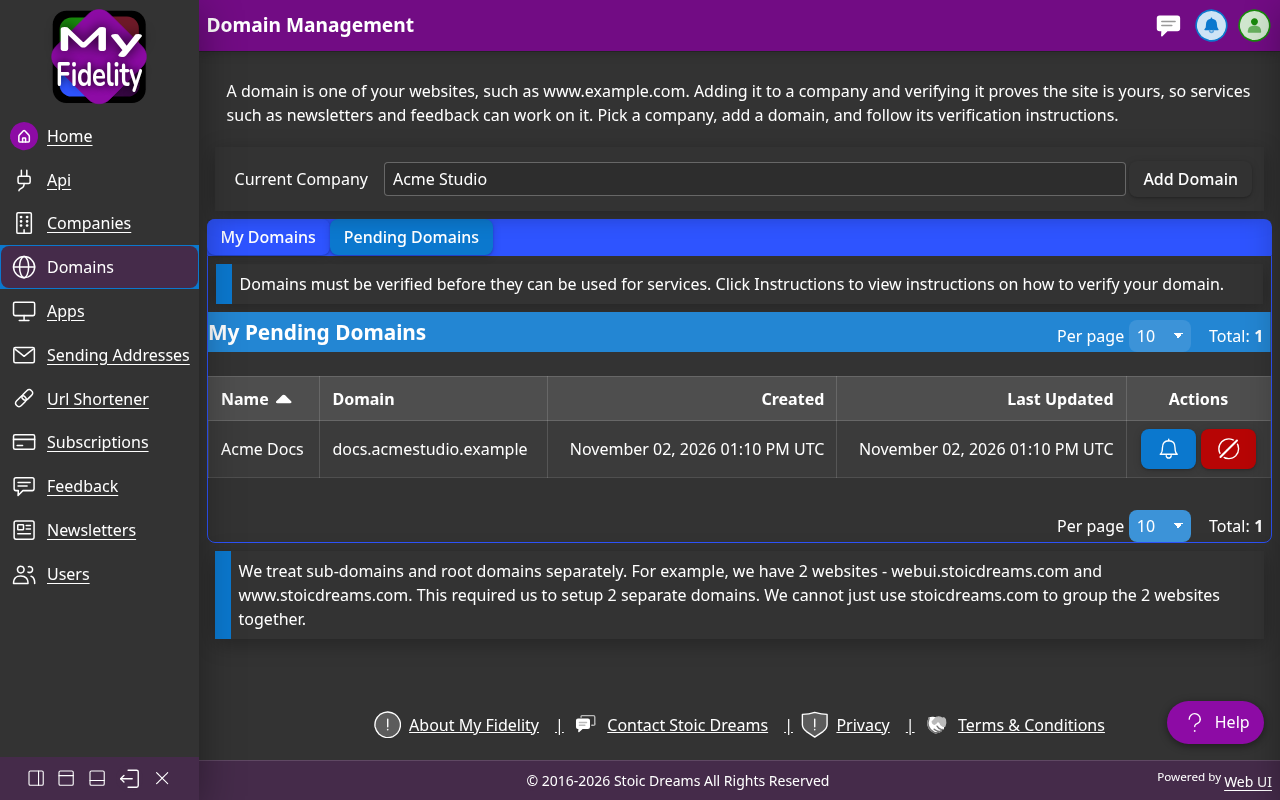 My
Fidelity
Home
Api
Companies
Domains
Apps
Sending Addresses
Url Shortener
Subscriptions
Feedback
Newsletters
Users
Domain Management
A domain is one of your websites, such as www.example.com. Adding it to a company and verifying it proves the site is yours, so services
such as newsletters and feedback can work on it. Pick a company, add a domain, and follow its verification instructions.
Current Company Acme Studio Add Domain
My Domains Pending Domains
Domains must be verified before they can be used for services. Click Instructions to view instructions on how to verify your domain.
My Pending Domains Per page 10 Total: 1
Name Domain Created Last Updated Actions
Acme Docs docs.acmestudio.example November 02, 2026 01:10 PM UTC November 02, 2026 01:10 PM UTC
Per page 10 Total: 1
We treat sub-domains and root domains separately. For example, we have 2 websites - webui.stoicdreams.com and
www.stoicdreams.com. This required us to setup 2 separate domains. We cannot just use stoicdreams.com to group the 2 websites
together.
About My Fidelity | Contact Stoic Dreams | Privacy | Terms & Conditions
Help
© 2016-2026 Stoic Dreams All Rights Reserved
Powered by Web UI